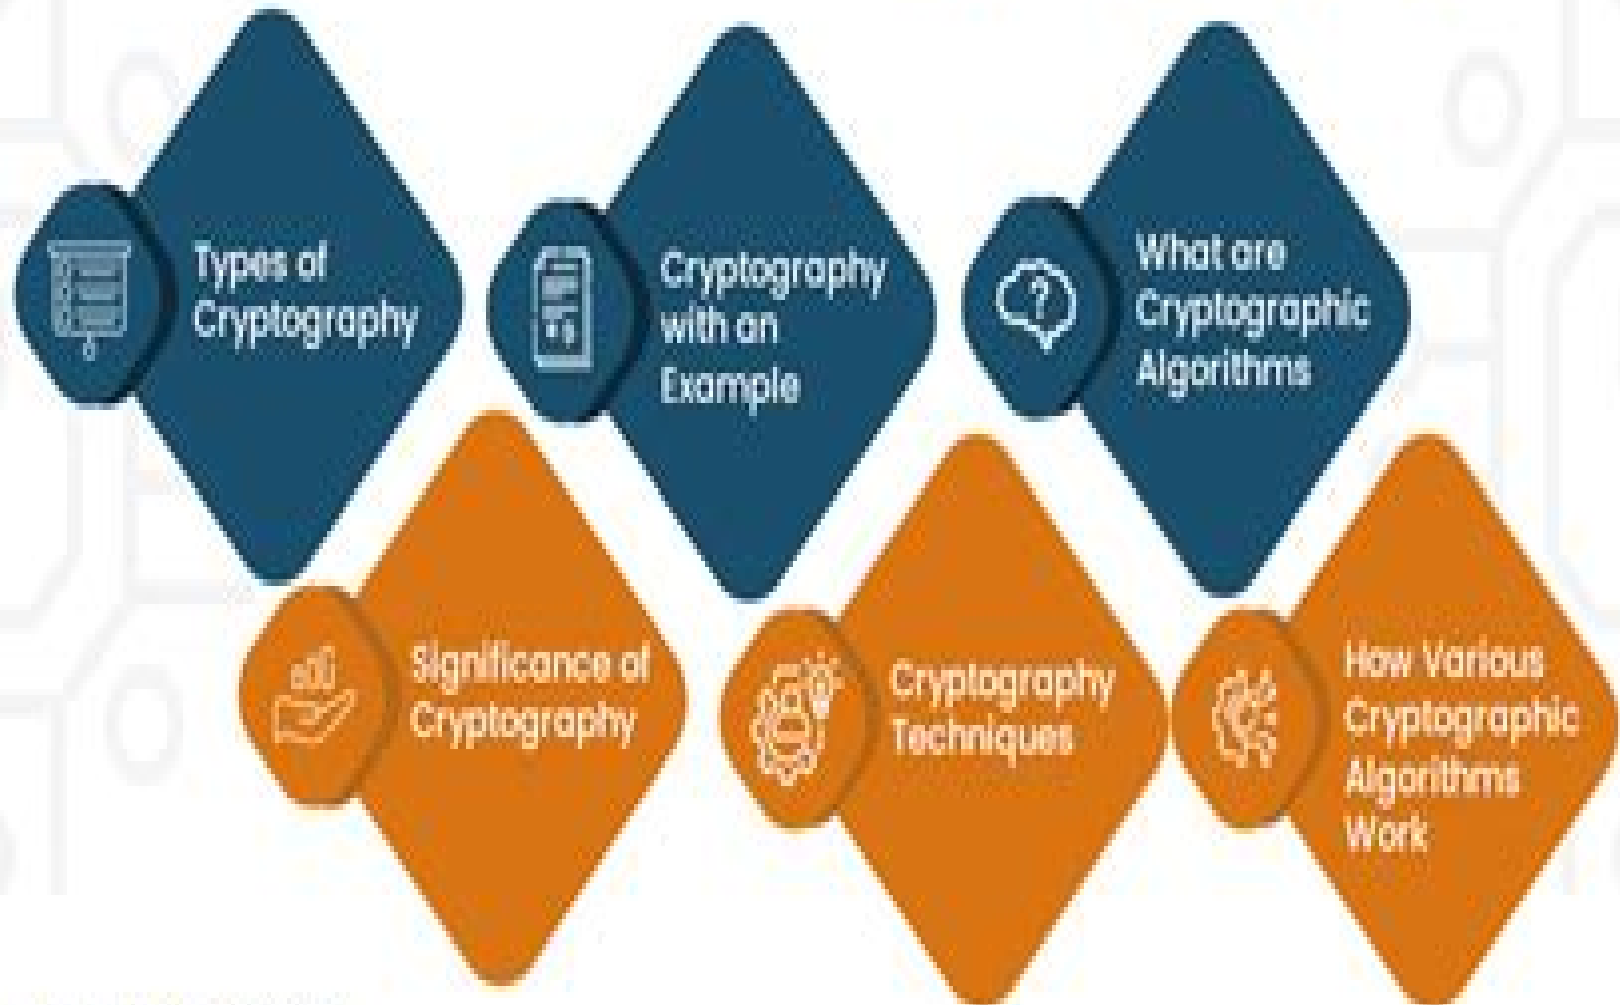 Types of
Cryptography
Cryptography
with an
Example
What are
Cryptographic
Algorithms
Significance of
Cryptography
Cryptography
Techniques
How Various
Cryptographic
Algorithms
Work